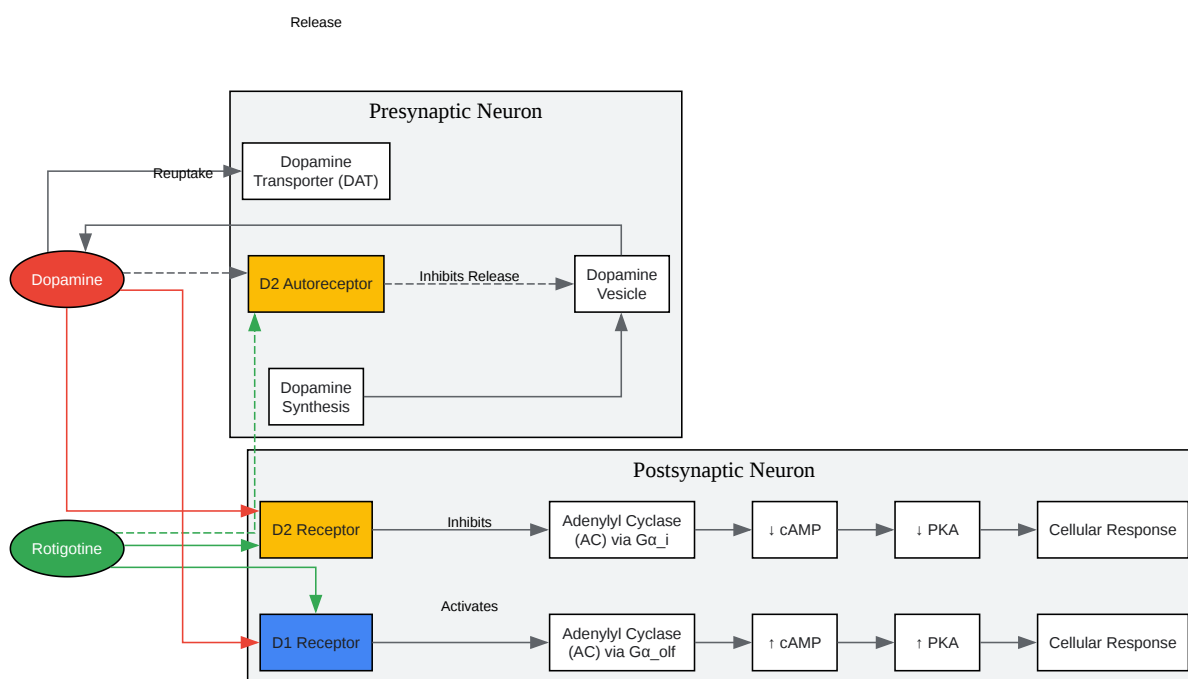 Release
Presynaptic Neuron
Dopamine
Transporter (DAT)
Reuptake
Dopamine
D2 Autoreceptor
Inhibits Release
Dopamine
Vesicle
Dopamine
Synthesis
Postsynaptic Neuron
Rotigotine
D2 Receptor
Inhibits
Adenylyl Cyclase
(AC) via Gα_i
↓ cAMP
↓ PKA
Cellular Response
D1 Receptor
Activates
Adenylyl Cyclase
(AC) via Gα_olf
↑ cAMP
↑ PKA
Cellular Response